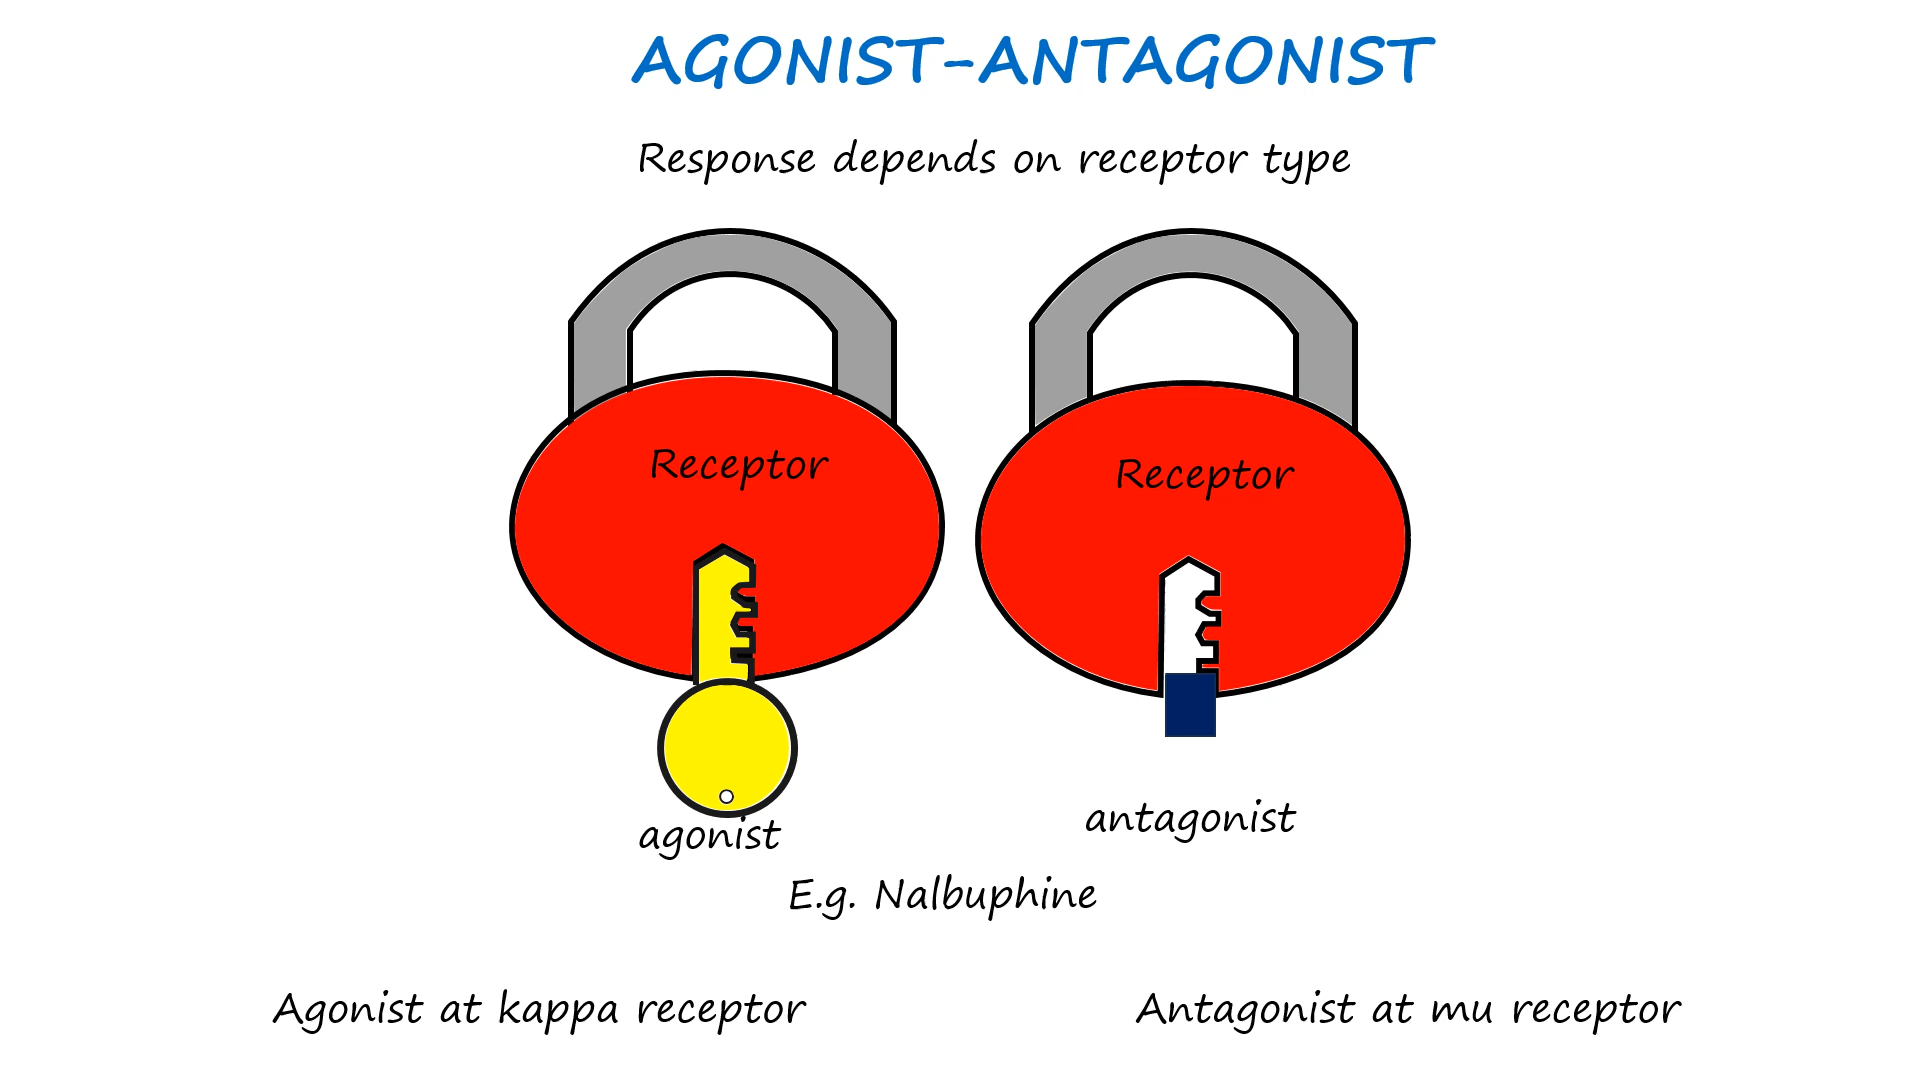 AGONIST-ANTAGONIST
Response depends on receptor type
Receptor
Receptor
agonist
antagonist
E.g. Nalbuphine
Agonist at kappa receptor
Antagonist at mu receptor